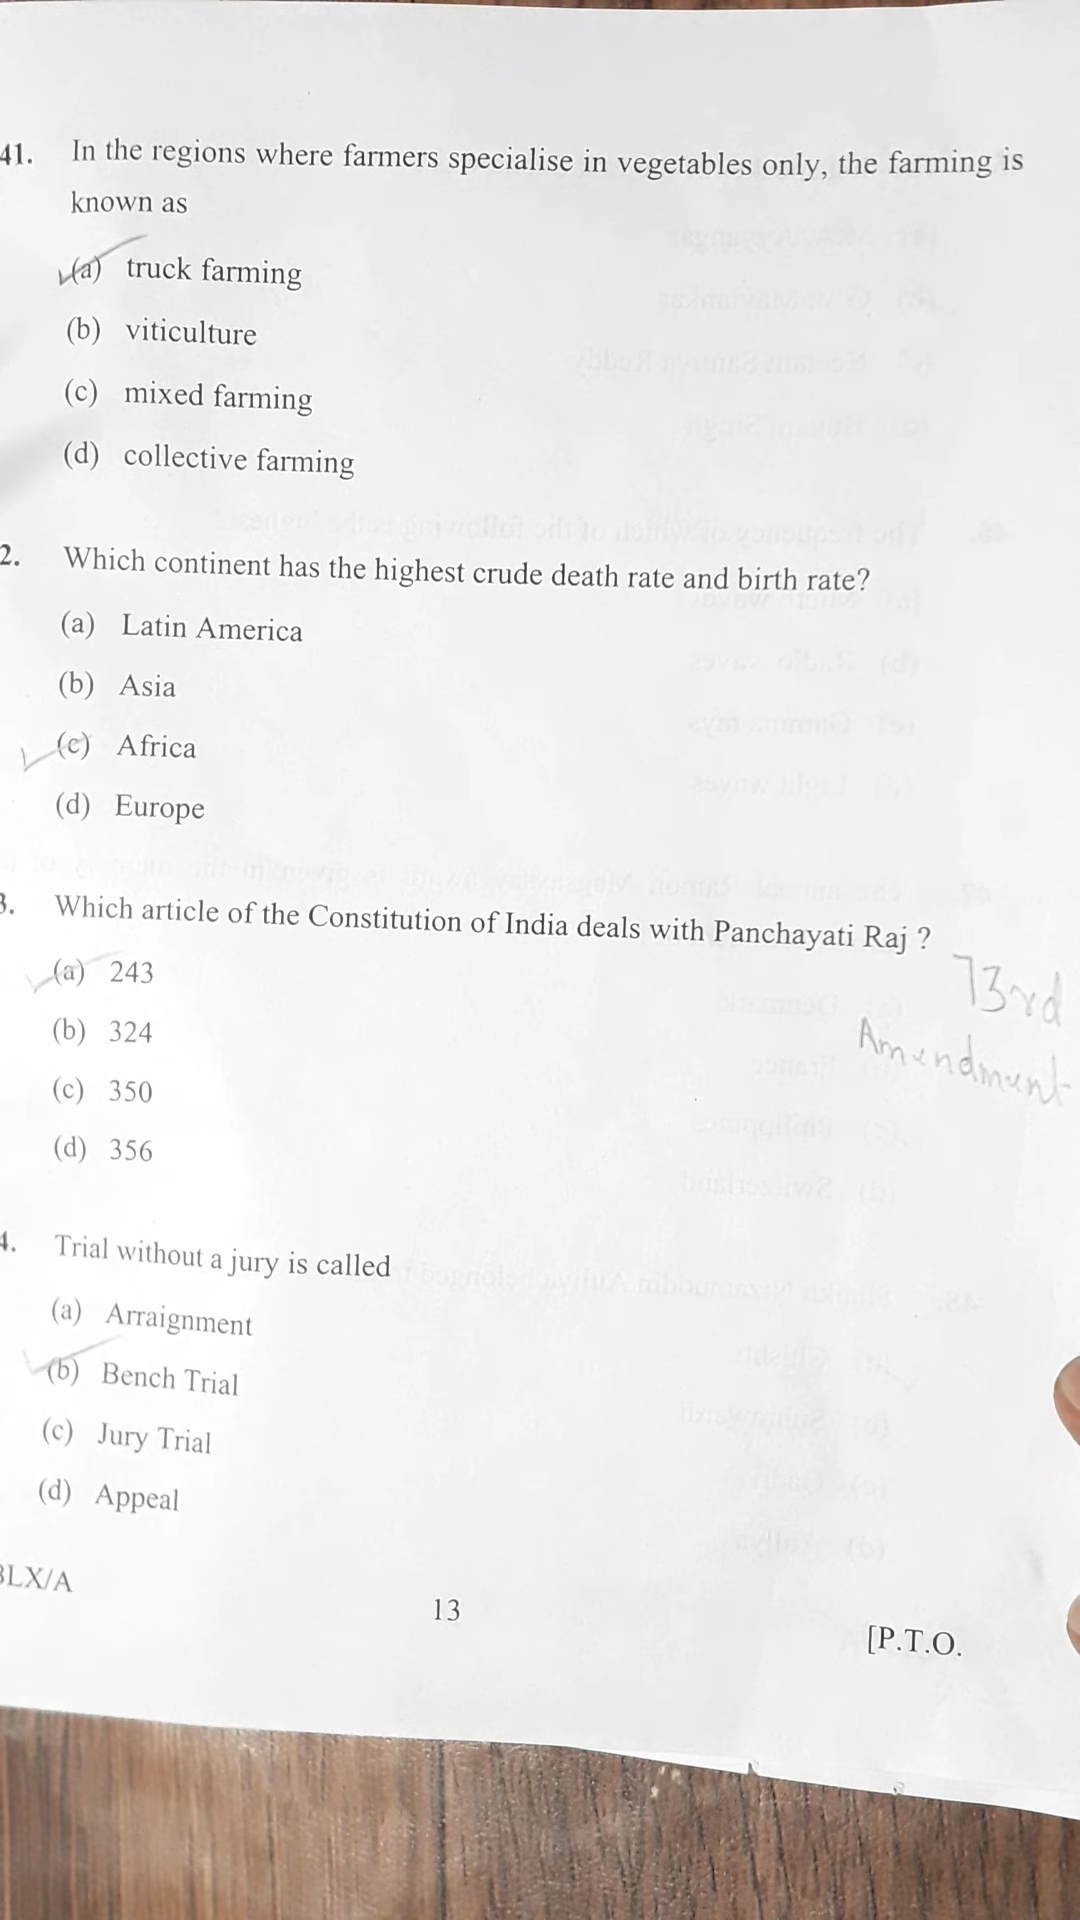 41. In the regions where farmers specialise in vegetables only, the farming is
known as
(a) truck farming
(b) viticulture
(c) mixed farming
(d) collective farming
2. Which continent has the highest crude death rate and birth rate?
(a) Latin America
(b) Asia
(c) Africa
(d) Europe
3. Which article of the Constitution of India deals with Panchayati Raj ?
(a) 243
73rd
Amendment
(b) 324
(c) 350
(d) 356
4. Trial without a jury is called
(a) Arraignment
(b) Bench Trial
(c) Jury Trial
(d) Appeal
BLX/A
13
[P.T.O.